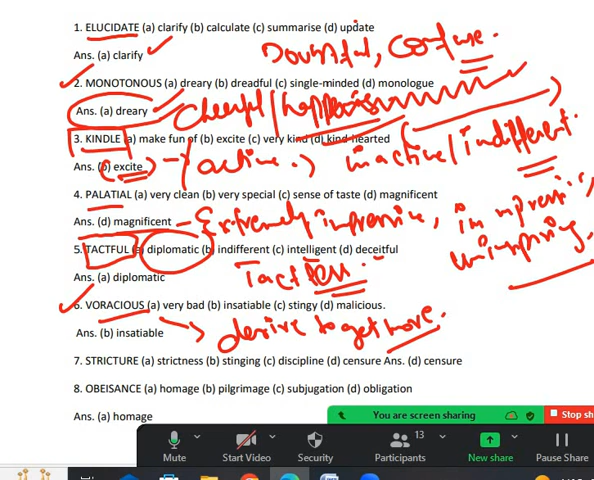 1. ELUCIDATE (a) clarify (b) calculate (c) summarise (d) update
Doubtful, Confuse.
Ans. (a) clarify
2. MONOTONOUS (a) dreary (b) dreadful (c) single-minded (d) monologue
Ans. (a) dreary
Cheerful/happiness
3. KINDLE (a) make fun of (b) excite (c) very kind (d) kind-hearted
Ans. (b) excite
(active.) inactive/indifferent.
4. PALATIAL (a) very clean (b) very special (c) sense of taste (d) magnificent
Ans. (d) magnificent
Extremely impressive,
5. TACTFUL (a) diplomatic (b) indifferent (c) intelligent (d) deceitful
Ans. (a) diplomatic
Tactless.
6. VORACIOUS (a) very bad (b) insatiable (c) stingy (d) malicious.
Ans. (b) insatiable
desire to get more.
7. STRICTURE (a) strictness (b) stinging (c) discipline (d) censure Ans. (d) censure
8. OBEISANCE (a) homage (b) pilgrimage (c) subjugation (d) obligation
Ans. (a) homage
You are screen sharing
Stop sh
13
Mute Start Video Security Participants New share Pause Share